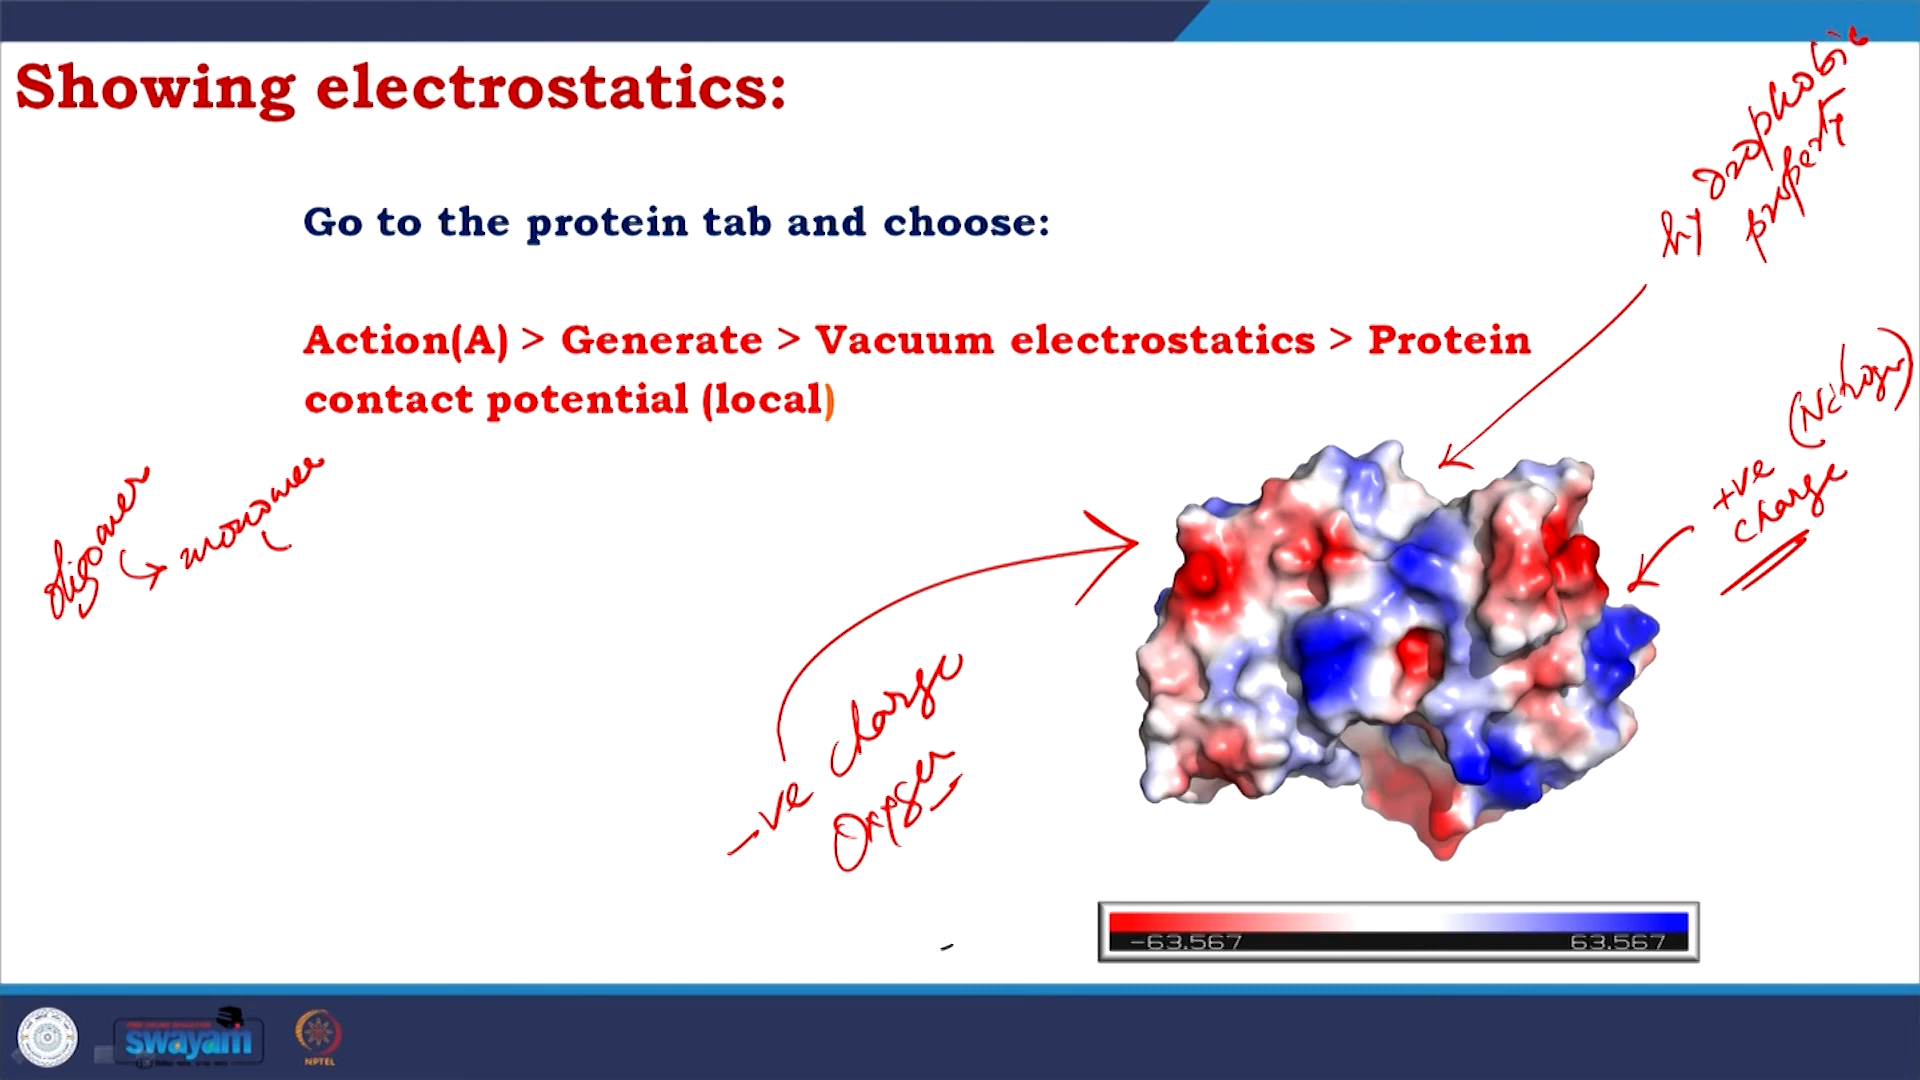 Showing electrostatics:
hydrophobic
property
Go to the protein tab and choose:
Action(A) > Generate > Vacuum electrostatics > Protein
contact potential (local)
+ve
charge
oligomer
monomer
-ve charge
Oxygen
-63.567 63.567
swayam
NPTEL